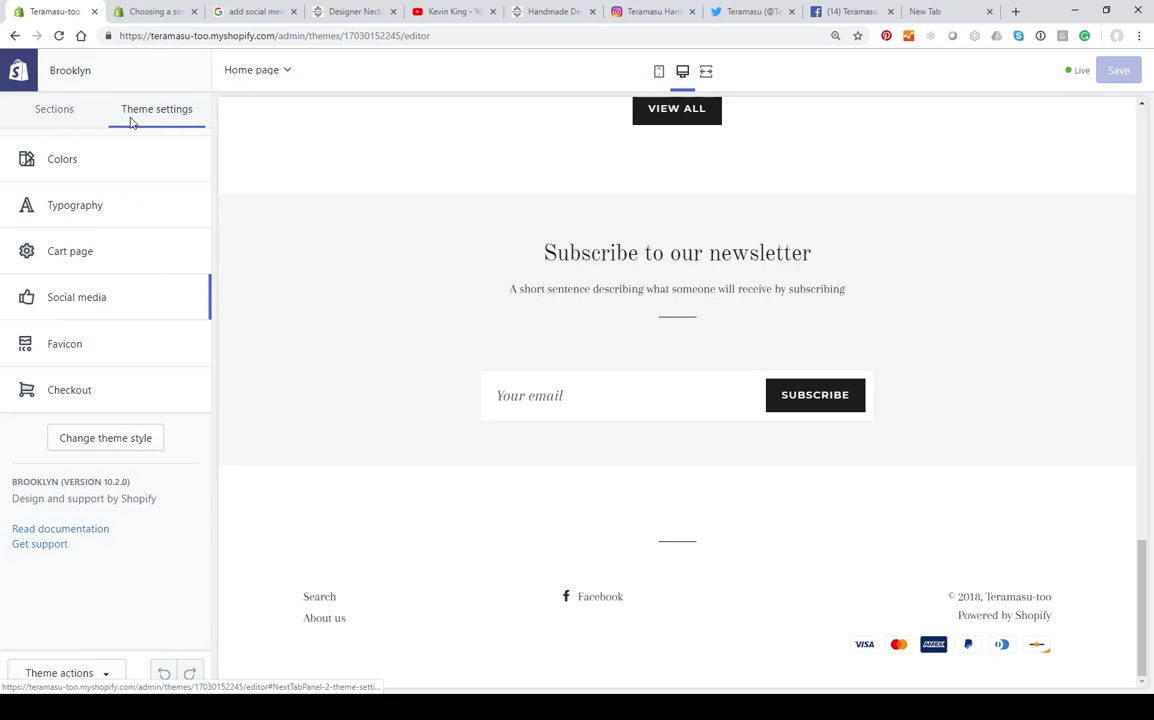 Teramasu-too
Choosing a so
add social med
Designer Neckl
Kevin King - Yo
Handmade Des
Teramasu Han
Teramasu (@Te
(14) Teramasu
New Tab
https://teramasu-too.myshopify.com/admin/themes/17030152245/editor
Brooklyn
Home page
Live
Save
Sections
Theme settings
Colors
Typography
Cart page
Social media
Favicon
Checkout
Change theme style
BROOKLYN (VERSION 10.2.0)
Design and support by Shopify
Read documentation
Get support
Theme actions
https://teramasu-too.myshopify.com/admin/themes/17030152245/editor#NextTabPanel-2-theme-setti...
VIEW ALL
Subscribe to our newsletter
A short sentence describing what someone will receive by subscribing
Your email
SUBSCRIBE
Search
About us
Facebook
© 2018, Teramasu-too
Powered by Shopify
VISA
AMEX